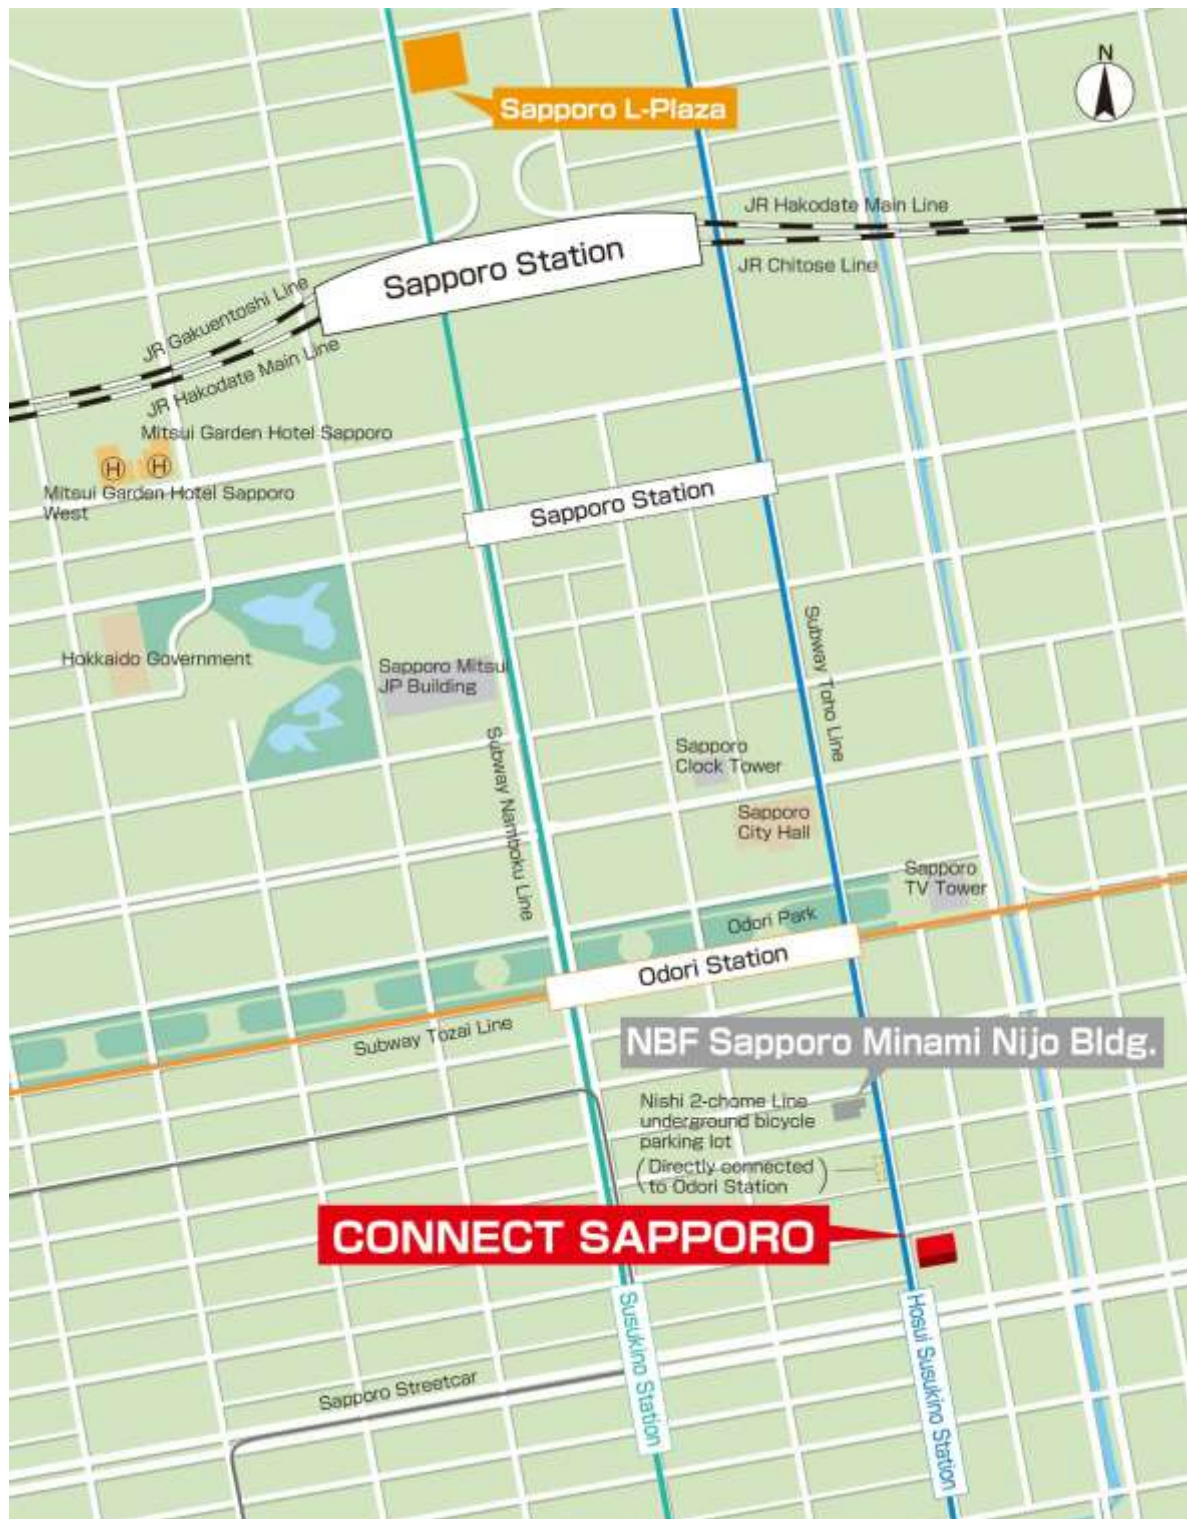 N
Sapporo L-Plaza
JR Hakodate Main Line
Sapporo Station
JR Chitose Line
JR Gakuentoshi Line
JR Hakodate Main Line
Mitsui Garden Hotel Sapporo
H
H
Mitsui Garden Hotel Sapporo
West
Sapporo Station
Subway Toho Line
Hokkaido Government
Sapporo Mitsui
JP Building
Subway Namboku Line
Sapporo
Clock Tower
Sapporo
City Hall
Sapporo
TV Tower
Odori Park
Odori Station
Subway Tozai Line
NBF Sapporo Minami Nijo Bldg.
Nishi 2-chome Line
underground bicycle
parking lot
(Directly connected
to Odori Station)
CONNECT SAPPORO
Susukino Station
Hosui Susukino Station
Sapporo Streetcar